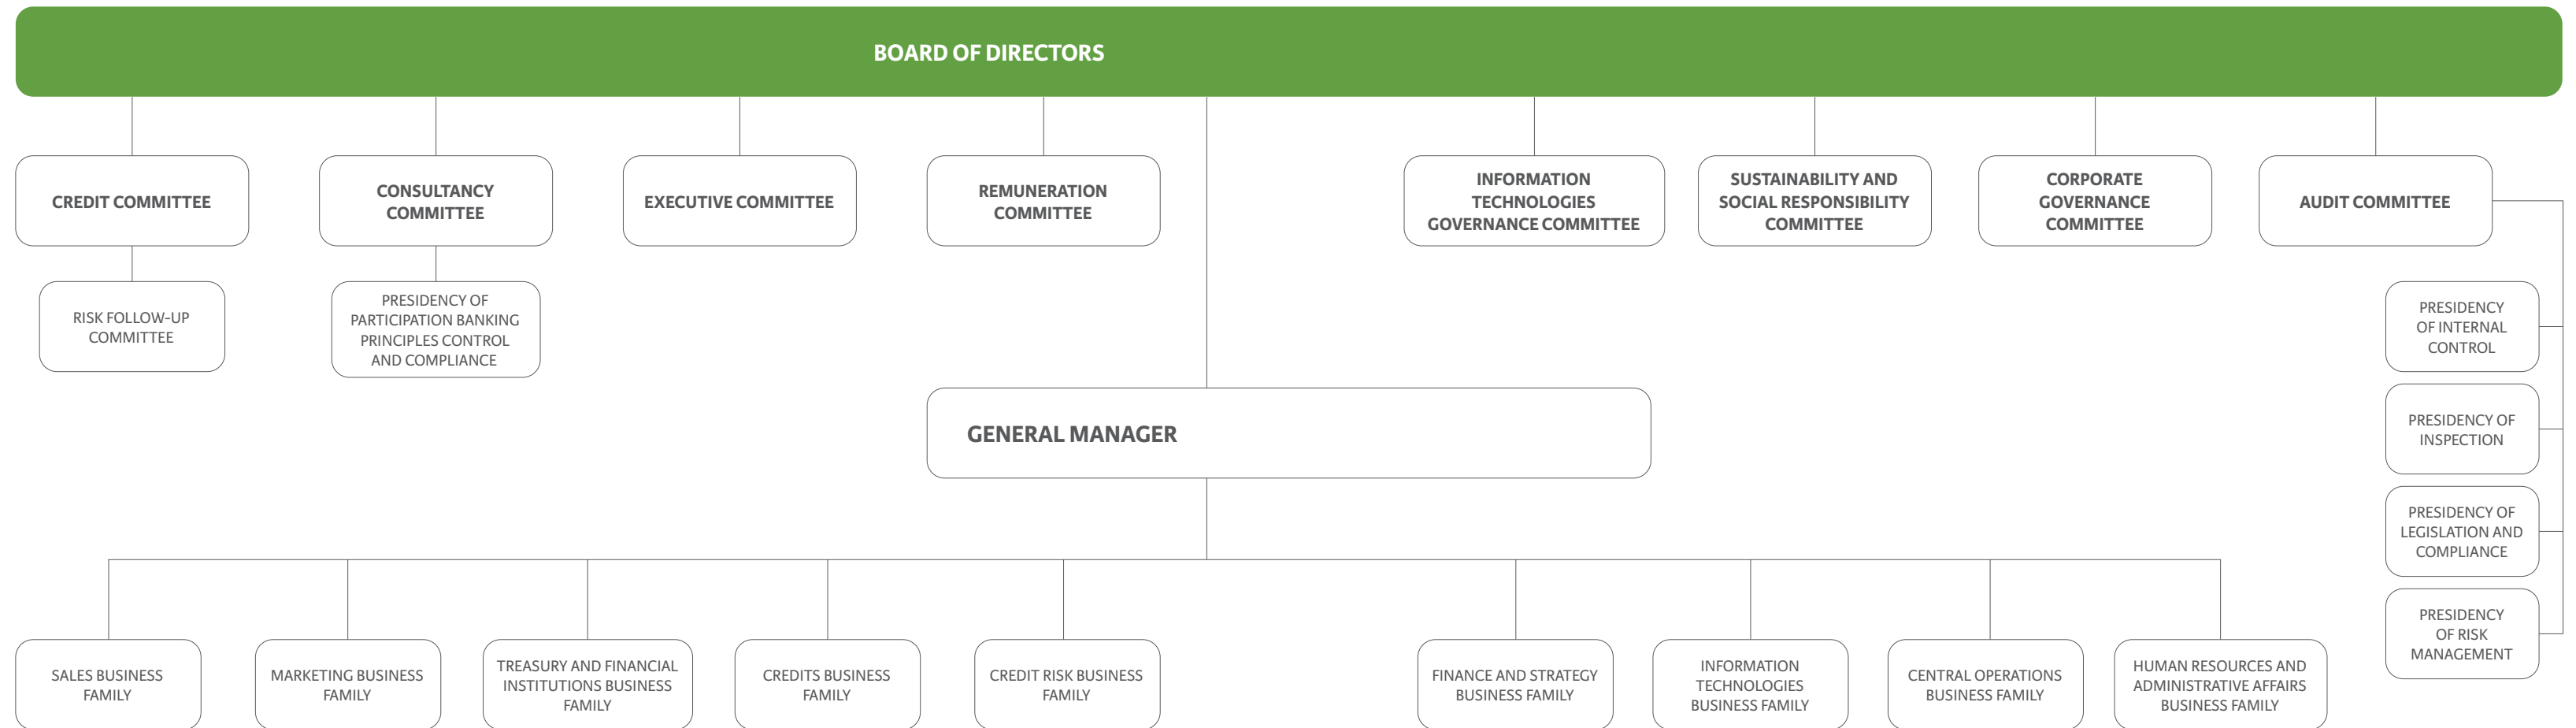 BOARD OF DIRECTORS
CREDIT COMMITTEE
CONSULTANCY
COMMITTEE
EXECUTIVE COMMITTEE
REMUNERATION
COMMITTEE
INFORMATION
TECHNOLOGIES
GOVERNANCE COMMITTEE
SUSTAINABILITY AND
SOCIAL RESPONSIBILITY
COMMITTEE
CORPORATE
GOVERNANCE
COMMITTEE
AUDIT COMMITTEE
RISK FOLLOW-UP
COMMITTEE
PRESIDENCY OF
PARTICIPATION BANKING
PRINCIPLES CONTROL
AND COMPLIANCE
PRESIDENCY
OF INTERNAL
CONTROL
PRESIDENCY OF
INSPECTION
PRESIDENCY OF
LEGISLATION AND
COMPLIANCE
PRESIDENCY
OF RISK
MANAGEMENT
GENERAL MANAGER
SALES BUSINESS
FAMILY
MARKETING BUSINESS
FAMILY
TREASURY AND FINANCIAL
INSTITUTIONS BUSINESS
FAMILY
CREDITS BUSINESS
FAMILY
CREDIT RISK BUSINESS
FAMILY
FINANCE AND STRATEGY
BUSINESS FAMILY
INFORMATION
TECHNOLOGIES
BUSINESS FAMILY
CENTRAL OPERATIONS
BUSINESS FAMILY
HUMAN RESOURCES AND
ADMINISTRATIVE AFFAIRS
BUSINESS FAMILY